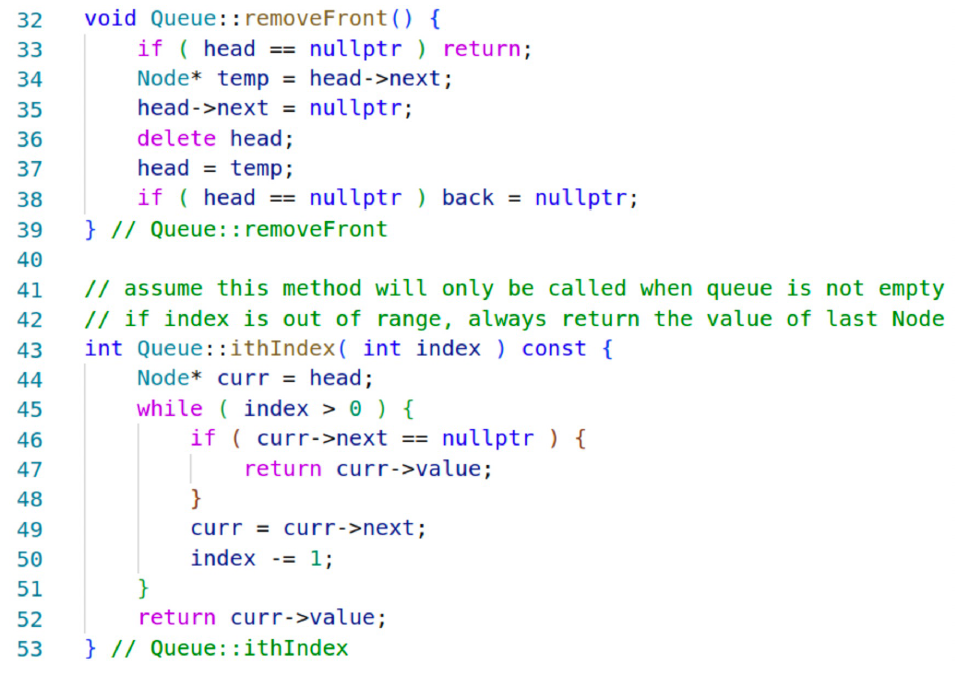 32 void Queue::removeFront() {
33 if ( head == nullptr ) return;
34 Node* temp = head->next;
35 head->next = nullptr;
36 delete head;
37 head = temp;
38 if ( head == nullptr ) back = nullptr;
39 } // Queue::removeFront
40
41 // assume this method will only be called when queue is not empty
42 // if index is out of range, always return the value of last Node
43 int Queue::ithIndex( int index ) const {
44 Node* curr = head;
45 while ( index > 0 ) {
46 if ( curr->next == nullptr ) {
47 return curr->value;
48 }
49 curr = curr->next;
50 index -= 1;
51 }
52 return curr->value;
53 } // Queue::ithIndex